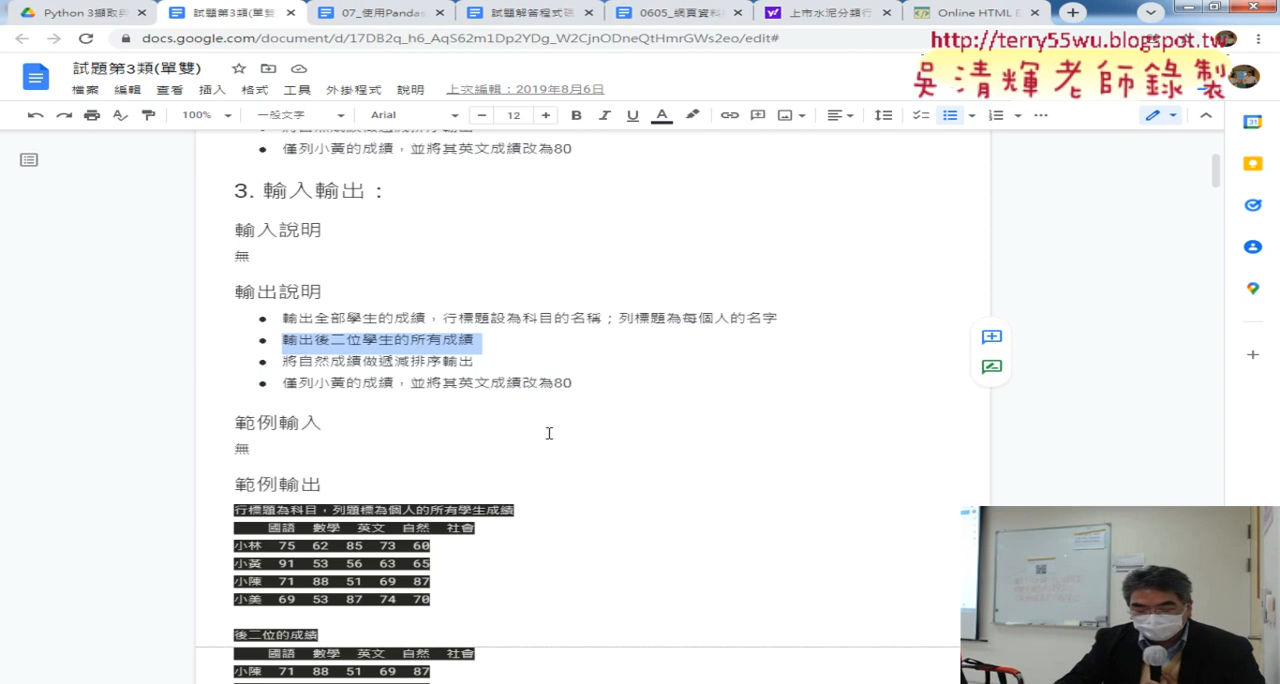 Python 3擷取與
試題第3類(單雙
07_使用Pandas
試題解答程式碼
0605_網頁資料
上市水泥分類行
Online HTML E
docs.google.com/document/d/17DB2q_h6_AqS62m1Dp2YDg_W2CjnODneQtHmrGWs2eo/edit#
http://terry55wu.blogspot.tw
吳清輝老師錄製
試題第3類(單雙)
檔案 編輯 查看 插入 格式 工具 外掛程式 說明 上次編輯：2019年8月6日
100% 一般文字 Arial 12 B I U A
僅列小黃的成績，並將其英文成績改為80
3. 輸入輸出：
輸入說明
無
輸出說明
輸出全部學生的成績，行標題設為科目的名稱；列標題為每個人的名字
輸出後二位學生的所有成績
將自然成績做遞減排序輸出
僅列小黃的成績，並將其英文成績改為80
範例輸入
無
範例輸出
行標題為科目，列題標為個人的所有學生成績
國語 數學 英文 自然 社會
小林 75 62 85 73 60
小黃 91 53 56 63 65
小陳 71 88 51 69 87
小美 69 53 87 74 70
後二位的成績
國語 數學 英文 自然 社會
小陳 71 88 51 69 87